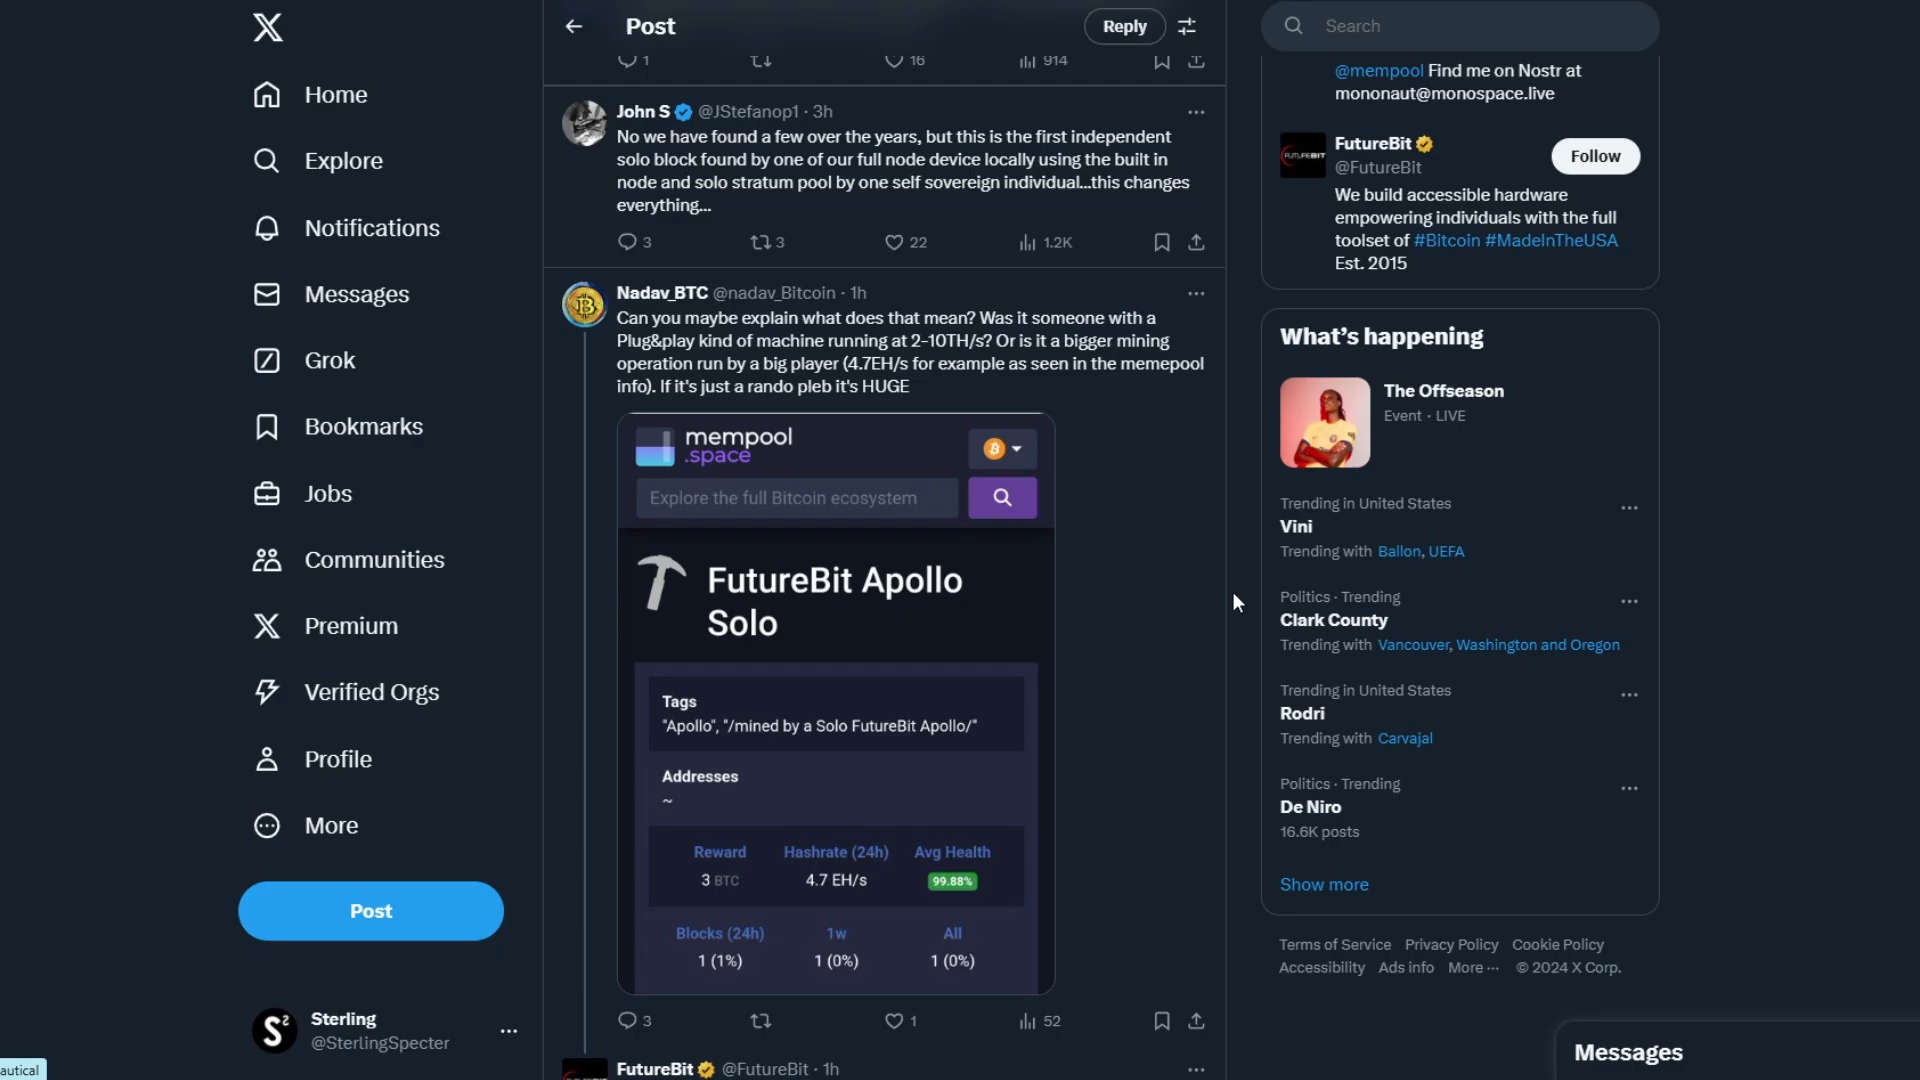 Home
Explore
Notifications
Messages
Grok
Bookmarks
Jobs
Communities
Premium
Verified Orgs
Profile
More
Post
Sterling
@SterlingSpecter
autical
Post
Reply
1
16
914
John S @JStefanop1 · 3h
No we have found a few over the years, but this is the first independent
solo block found by one of our full node device locally using the built in
node and solo stratum pool by one self sovereign individual...this changes
everything...
3
3
22
1.2K
Nadav_BTC @nadav_Bitcoin · 1h
Can you maybe explain what does that mean? Was it someone with a
Plug&play kind of machine running at 2-10TH/s? Or is it a bigger mining
operation run by a big player (4.7EH/s for example as seen in the memepool
info). If it's just a rando pleb it's HUGE
mempool
.space
Explore the full Bitcoin ecosystem
FutureBit Apollo
Solo
Tags
"Apollo", "/mined by a Solo FutureBit Apollo/"
Addresses
~
Reward Hashrate (24h) Avg Health
3 BTC 4.7 EH/s 99.88%
Blocks (24h) 1w All
1 (1%) 1 (0%) 1 (0%)
3
1
52
FutureBit @FutureBit · 1h
Search
@mempool Find me on Nostr at
mononaut@monospace.live
FUTUREBIT
FutureBit
@FutureBit
Follow
We build accessible hardware
empowering individuals with the full
toolset of #Bitcoin #MadeInTheUSA
Est. 2015
What's happening
The Offseason
Event · LIVE
Trending in United States
Vini
Trending with Ballon, UEFA
Politics · Trending
Clark County
Trending with Vancouver, Washington and Oregon
Trending in United States
Rodri
Trending with Carvajal
Politics · Trending
De Niro
16.6K posts
Show more
Terms of Service Privacy Policy Cookie Policy
Accessibility Ads info More ··· © 2024 X Corp.
Messages